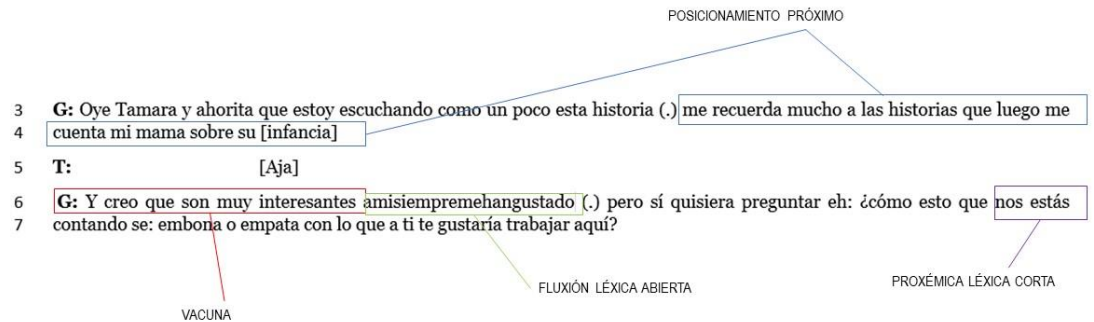 POSICIONAMIENTO PRÓXIMO
3 G: Oye Tamara y ahorita que estoy escuchando como un poco esta historia (.) me recuerda mucho a las historias que luego me
4 cuenta mi mama sobre su [infancia]
5 T: [Aja]
6 G: Y creo que son muy interesantes amisiempremehangustado (.) pero sí quisiera preguntar eh: ¿cómo esto que nos estás
7 contando se: embona o empata con lo que a ti te gustaría trabajar aquí?
FLUXIÓN LÉXICA ABIERTA
PROXÉMICA LÉXICA CORTA
VACUNA